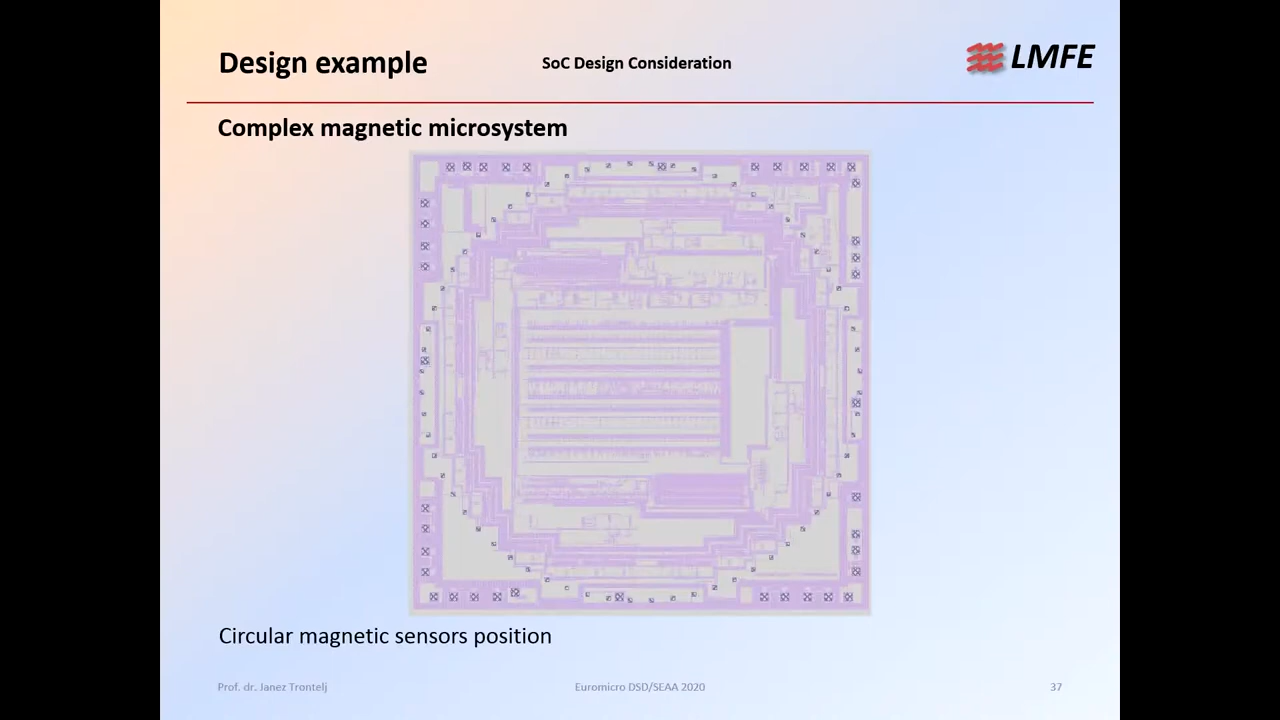 Design example
SoC Design Consideration
LMFE
Complex magnetic microsystem
Circular magnetic sensors position
Prof. dr. Janez Trontelj
Euromicro DSD/SEAA 2020
37